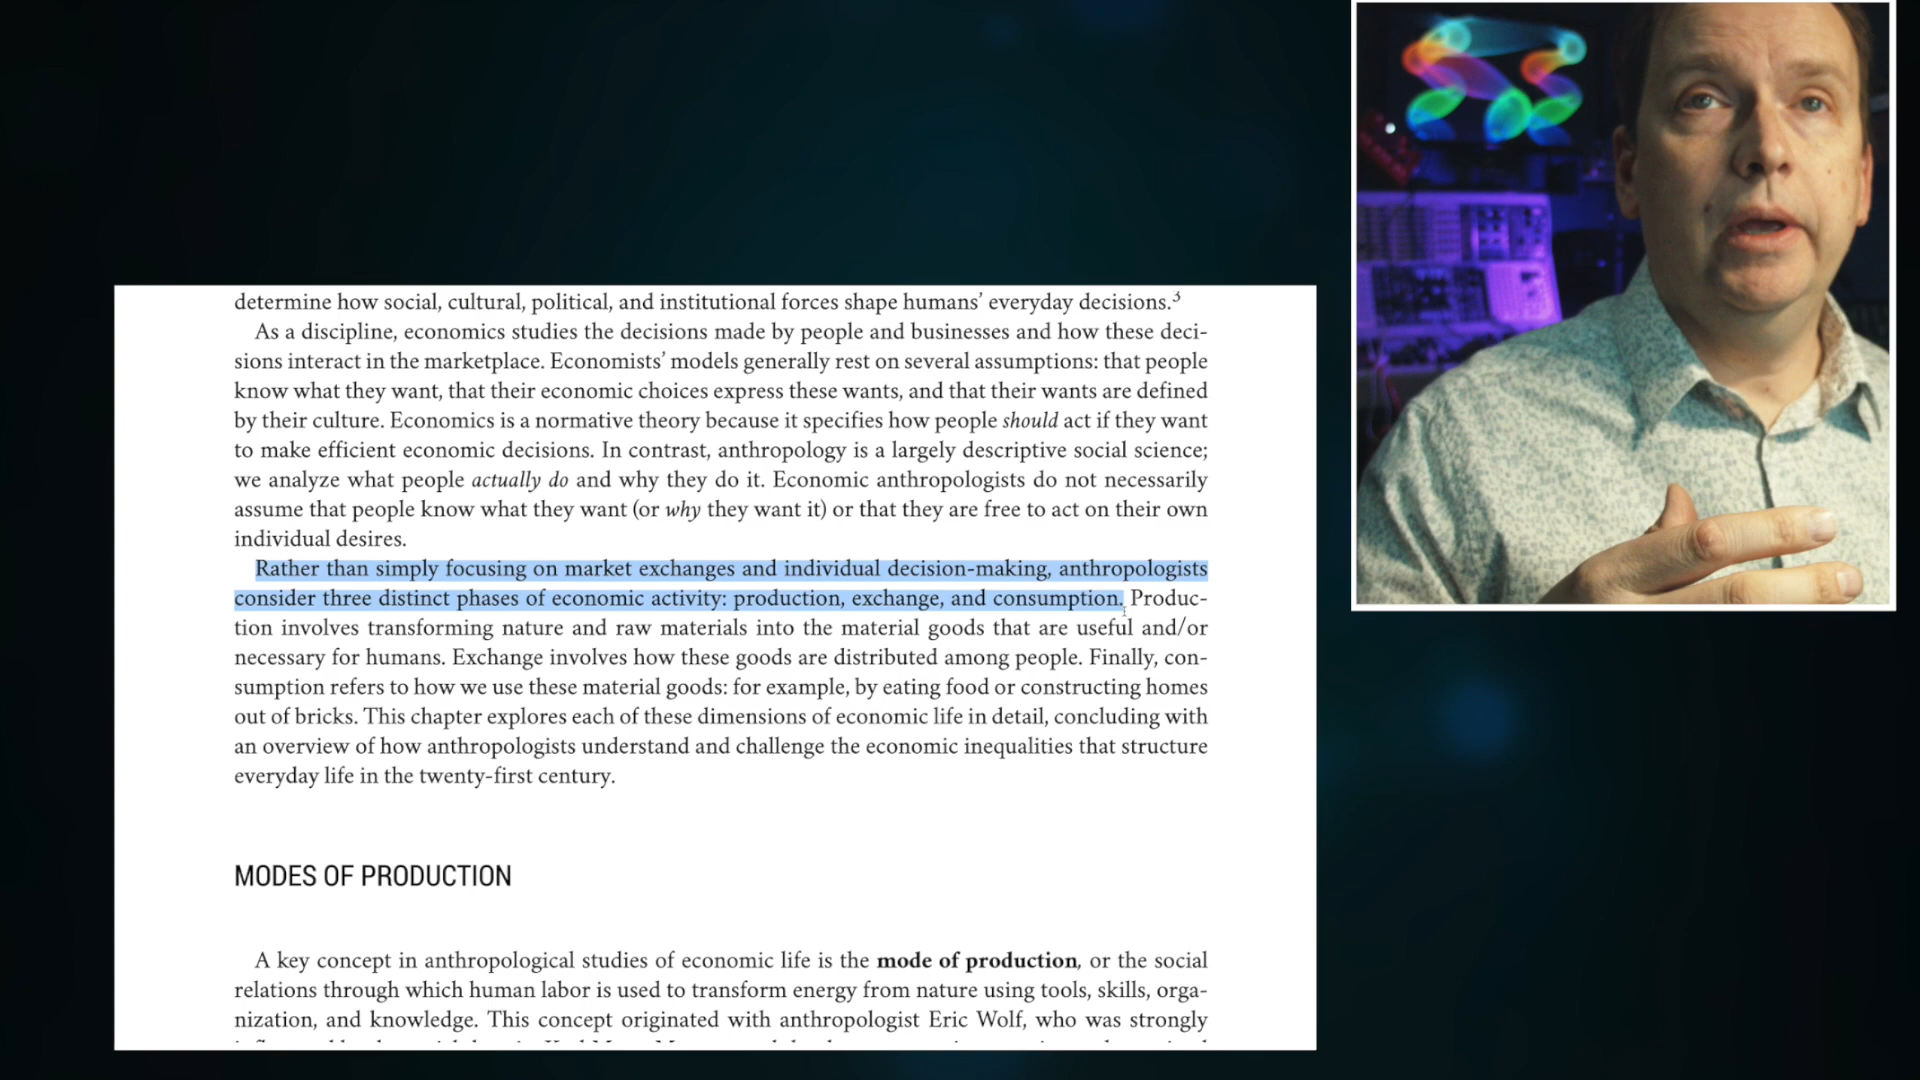 determine how social, cultural, political, and institutional forces shape humans’ everyday decisions.³
As a discipline, economics studies the decisions made by people and businesses and how these deci-
sions interact in the marketplace. Economists’ models generally rest on several assumptions: that people
know what they want, that their economic choices express these wants, and that their wants are defined
by their culture. Economics is a normative theory because it specifies how people should act if they want
to make efficient economic decisions. In contrast, anthropology is a largely descriptive social science;
we analyze what people actually do and why they do it. Economic anthropologists do not necessarily
assume that people know what they want (or why they want it) or that they are free to act on their own
individual desires.
Rather than simply focusing on market exchanges and individual decision-making, anthropologists
consider three distinct phases of economic activity: production, exchange, and consumption. Produc-
tion involves transforming nature and raw materials into the material goods that are useful and/or
necessary for humans. Exchange involves how these goods are distributed among people. Finally, con-
sumption refers to how we use these material goods: for example, by eating food or constructing homes
out of bricks. This chapter explores each of these dimensions of economic life in detail, concluding with
an overview of how anthropologists understand and challenge the economic inequalities that structure
everyday life in the twenty-first century.
MODES OF PRODUCTION
A key concept in anthropological studies of economic life is the mode of production, or the social
relations through which human labor is used to transform energy from nature using tools, skills, orga-
nization, and knowledge. This concept originated with anthropologist Eric Wolf, who was strongly